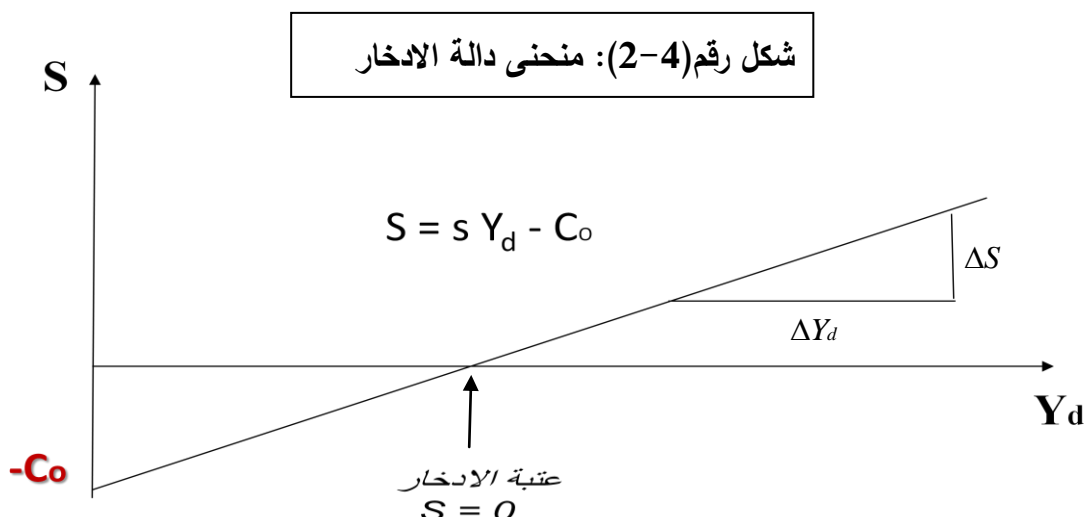 شكل رقم(4-2): منحنى دالة الادخار
S
S = s Yd - Co
ΔS
ΔYd
Yd
-Co
عتبة الادخار
S = 0